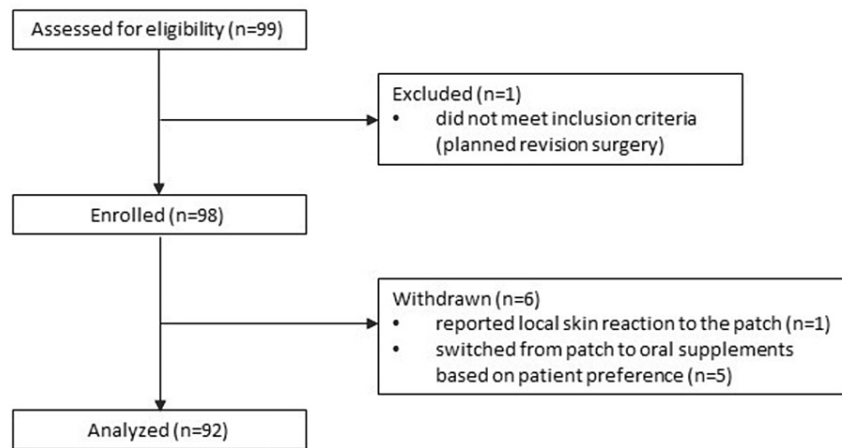 Assessed for eligibility (n=99)
Excluded (n=1)
• did not meet inclusion criteria
(planned revision surgery)
Enrolled (n=98)
Withdrawn (n=6)
• reported local skin reaction to the patch (n=1)
• switched from patch to oral supplements
based on patient preference (n=5)
Analyzed (n=92)